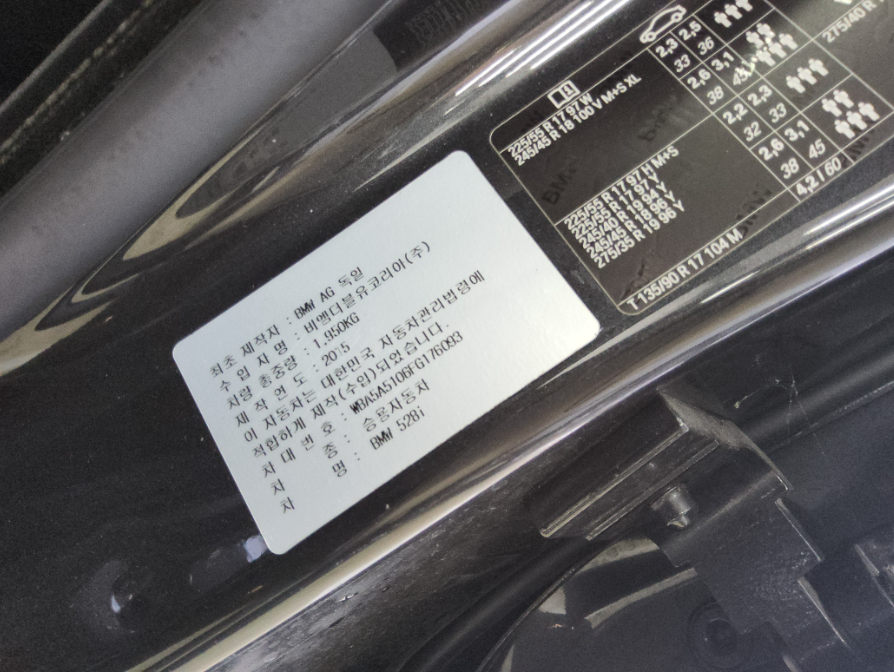 최초 제작자 : BMW AG 독일
수 입 자 명 : 비엠더블유코리아(주)
차량 총중량 : 1,950KG
제 작 연 도 : 2015
이 자동차는 대한민국 자동차관리법령에
적합하게 제작(수입)되었습니다.
차 대 번 호 : WBA5A5106FG176093
차 종 : 승용자동차
차 명 : BMW 528i
225/55 R 17 97 W
245/45 R 18 100 V M+S XL
2,3 2,5
33 36
2,6 3,1
38 45
225/55 R 17 97 H M+S
225/55 R 17 97 Y
245/40 R 19 94 Y
245/45 R 18 96 Y
275/35 R 19 96 Y
2,2 2,3
32 33
2,6 3,1
38 45
T 135/90 R 17 104 M
4,2 / 60
275/40 R